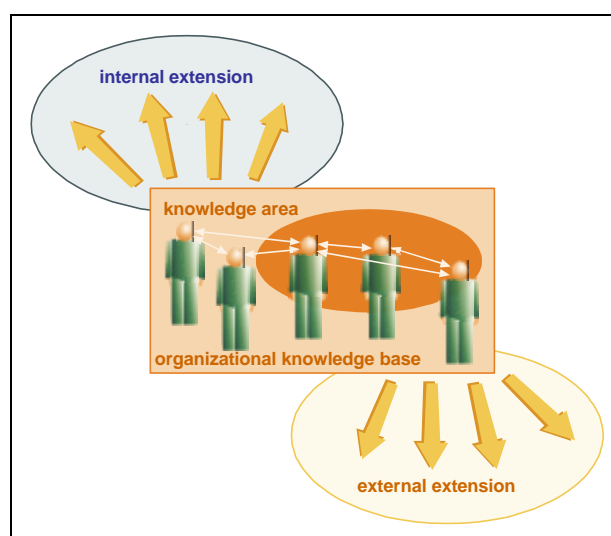 internal extension
knowledge area
organizational knowledge base
external extension